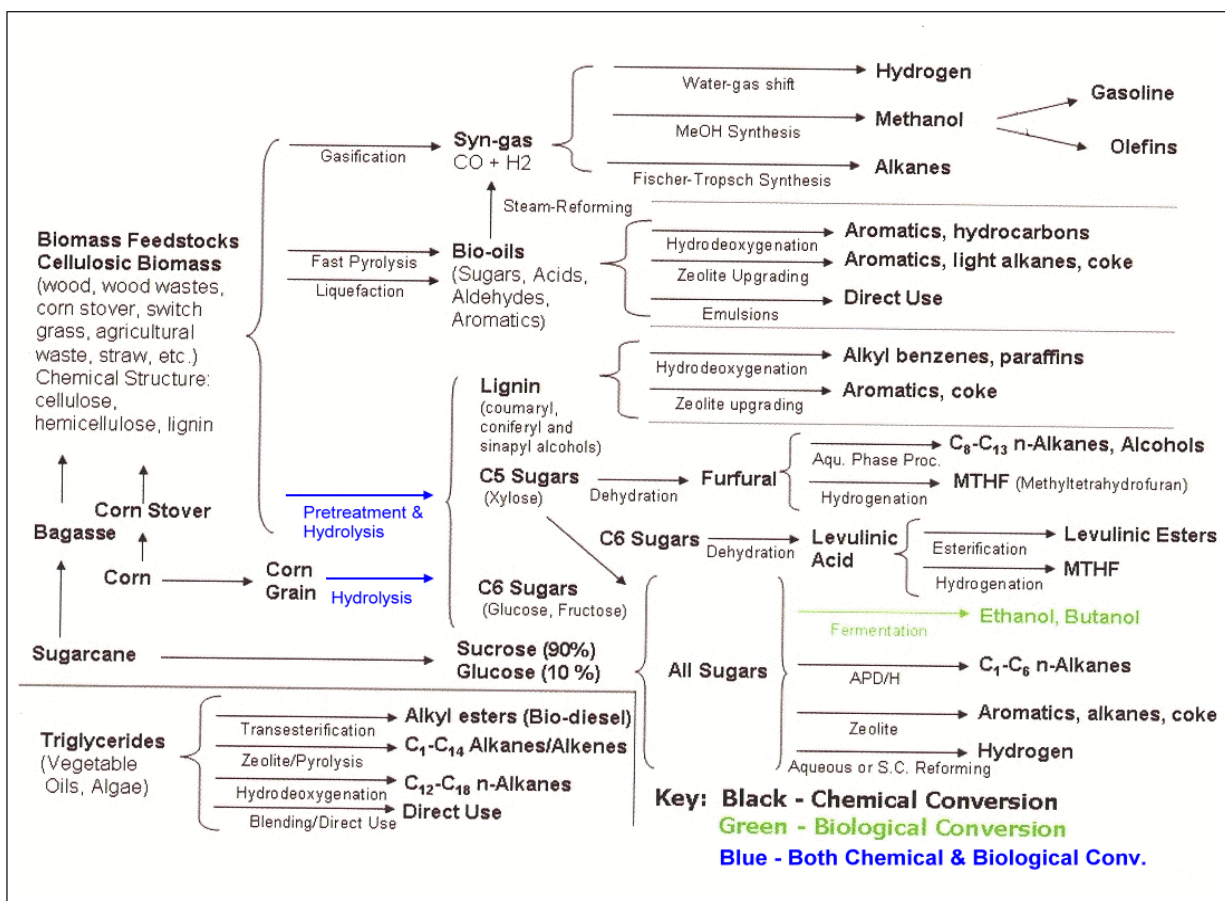 Water-gas shift
Hydrogen
MeOH Synthesis
Methanol
Gasoline
Olefins
Fischer-Tropsch Synthesis
Alkanes
Gasification
Syn-gas
CO + H2
Steam-Reforming
Biomass Feedstocks
Cellulosic Biomass
(wood, wood wastes,
corn stover, switch
grass, agricultural
waste, straw, etc.)
Chemical Structure:
cellulose,
hemicellulose, lignin
Fast Pyrolysis
Liquefaction
Bio-oils
(Sugars, Acids,
Aldehydes,
Aromatics)
Hydrodeoxygenation
Aromatics, hydrocarbons
Zeolite Upgrading
Aromatics, light alkanes, coke
Emulsions
Direct Use
Lignin
(coumaryl,
coniferyl and
sinapyl alcohols)
Hydrodeoxygenation
Alkyl benzenes, paraffins
Zeolite upgrading
Aromatics, coke
Pretreatment &
Hydrolysis
C5 Sugars
(Xylose)
Dehydration
Furfural
Aqu. Phase Proc.
C8-C13 n-Alkanes, Alcohols
Hydrogenation
MTHF (Methyltetrahydrofuran)
C6 Sugars
Dehydration
Levulinic
Acid
Esterification
Levulinic Esters
Hydrogenation
MTHF
Bagasse
Corn Stover
Corn
Corn
Grain
Hydrolysis
C6 Sugars
(Glucose, Fructose)
Sugarcane
Sucrose (90%)
Glucose (10 %)
All Sugars
Fermentation
Ethanol, Butanol
APD/H
C1-C6 n-Alkanes
Zeolite
Aromatics, alkanes, coke
Aqueous or S.C. Reforming
Hydrogen
Triglycerides
(Vegetable
Oils, Algae)
Transesterification
Alkyl esters (Bio-diesel)
Zeolite/Pyrolysis
C1-C14 Alkanes/Alkenes
Hydrodeoxygenation
C12-C18 n-Alkanes
Blending/Direct Use
Direct Use
Key: Black - Chemical Conversion
Green - Biological Conversion
Blue - Both Chemical & Biological Conv.